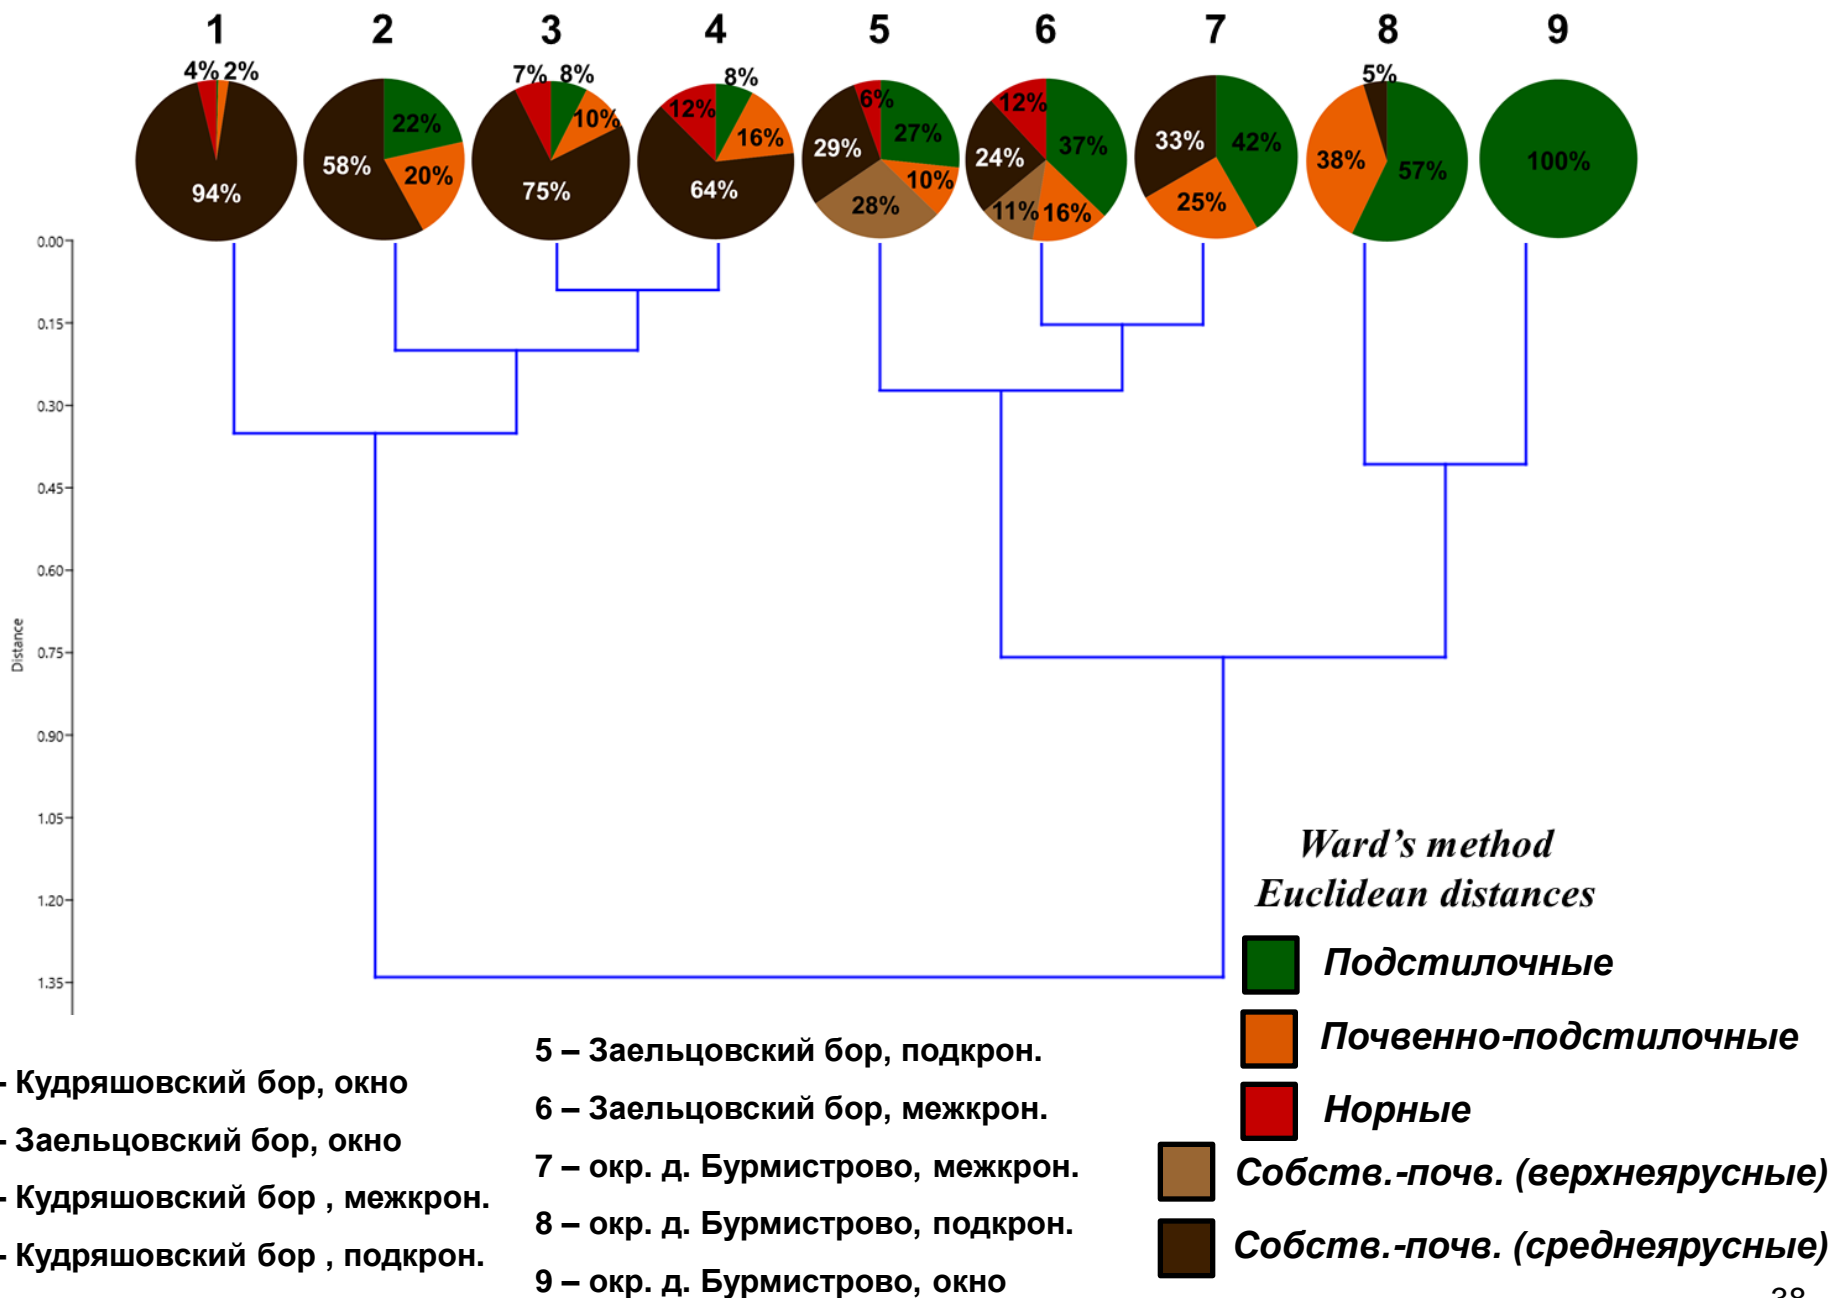 1 2 3 4 5 6 7 8 9
4% 2% 94%
22% 20% 58%
7% 8% 10% 75%
8% 12% 16% 64%
6% 27% 29% 10% 28%
12% 37% 24% 11% 16%
33% 42% 25%
5% 38% 57%
100%
0.00
0.15
0.30
0.45
0.60
0.75
0.90
1.05
1.20
1.35
Distance
Ward’s method
Euclidean distances
Подстилочные
Почвенно-подстилочные
Норные
Собств.-почв. (верхнеярусные)
Собств.-почв. (среднеярусные)
- Кудряшовский бор, окно
- Заельцовский бор, окно
- Кудряшовский бор , межкрон.
- Кудряшовский бор , подкрон.
5 – Заельцовский бор, подкрон.
6 – Заельцовский бор, межкрон.
7 – окр. д. Бурмистрово, межкрон.
8 – окр. д. Бурмистрово, подкрон.
9 – окр. д. Бурмистрово, окно
38